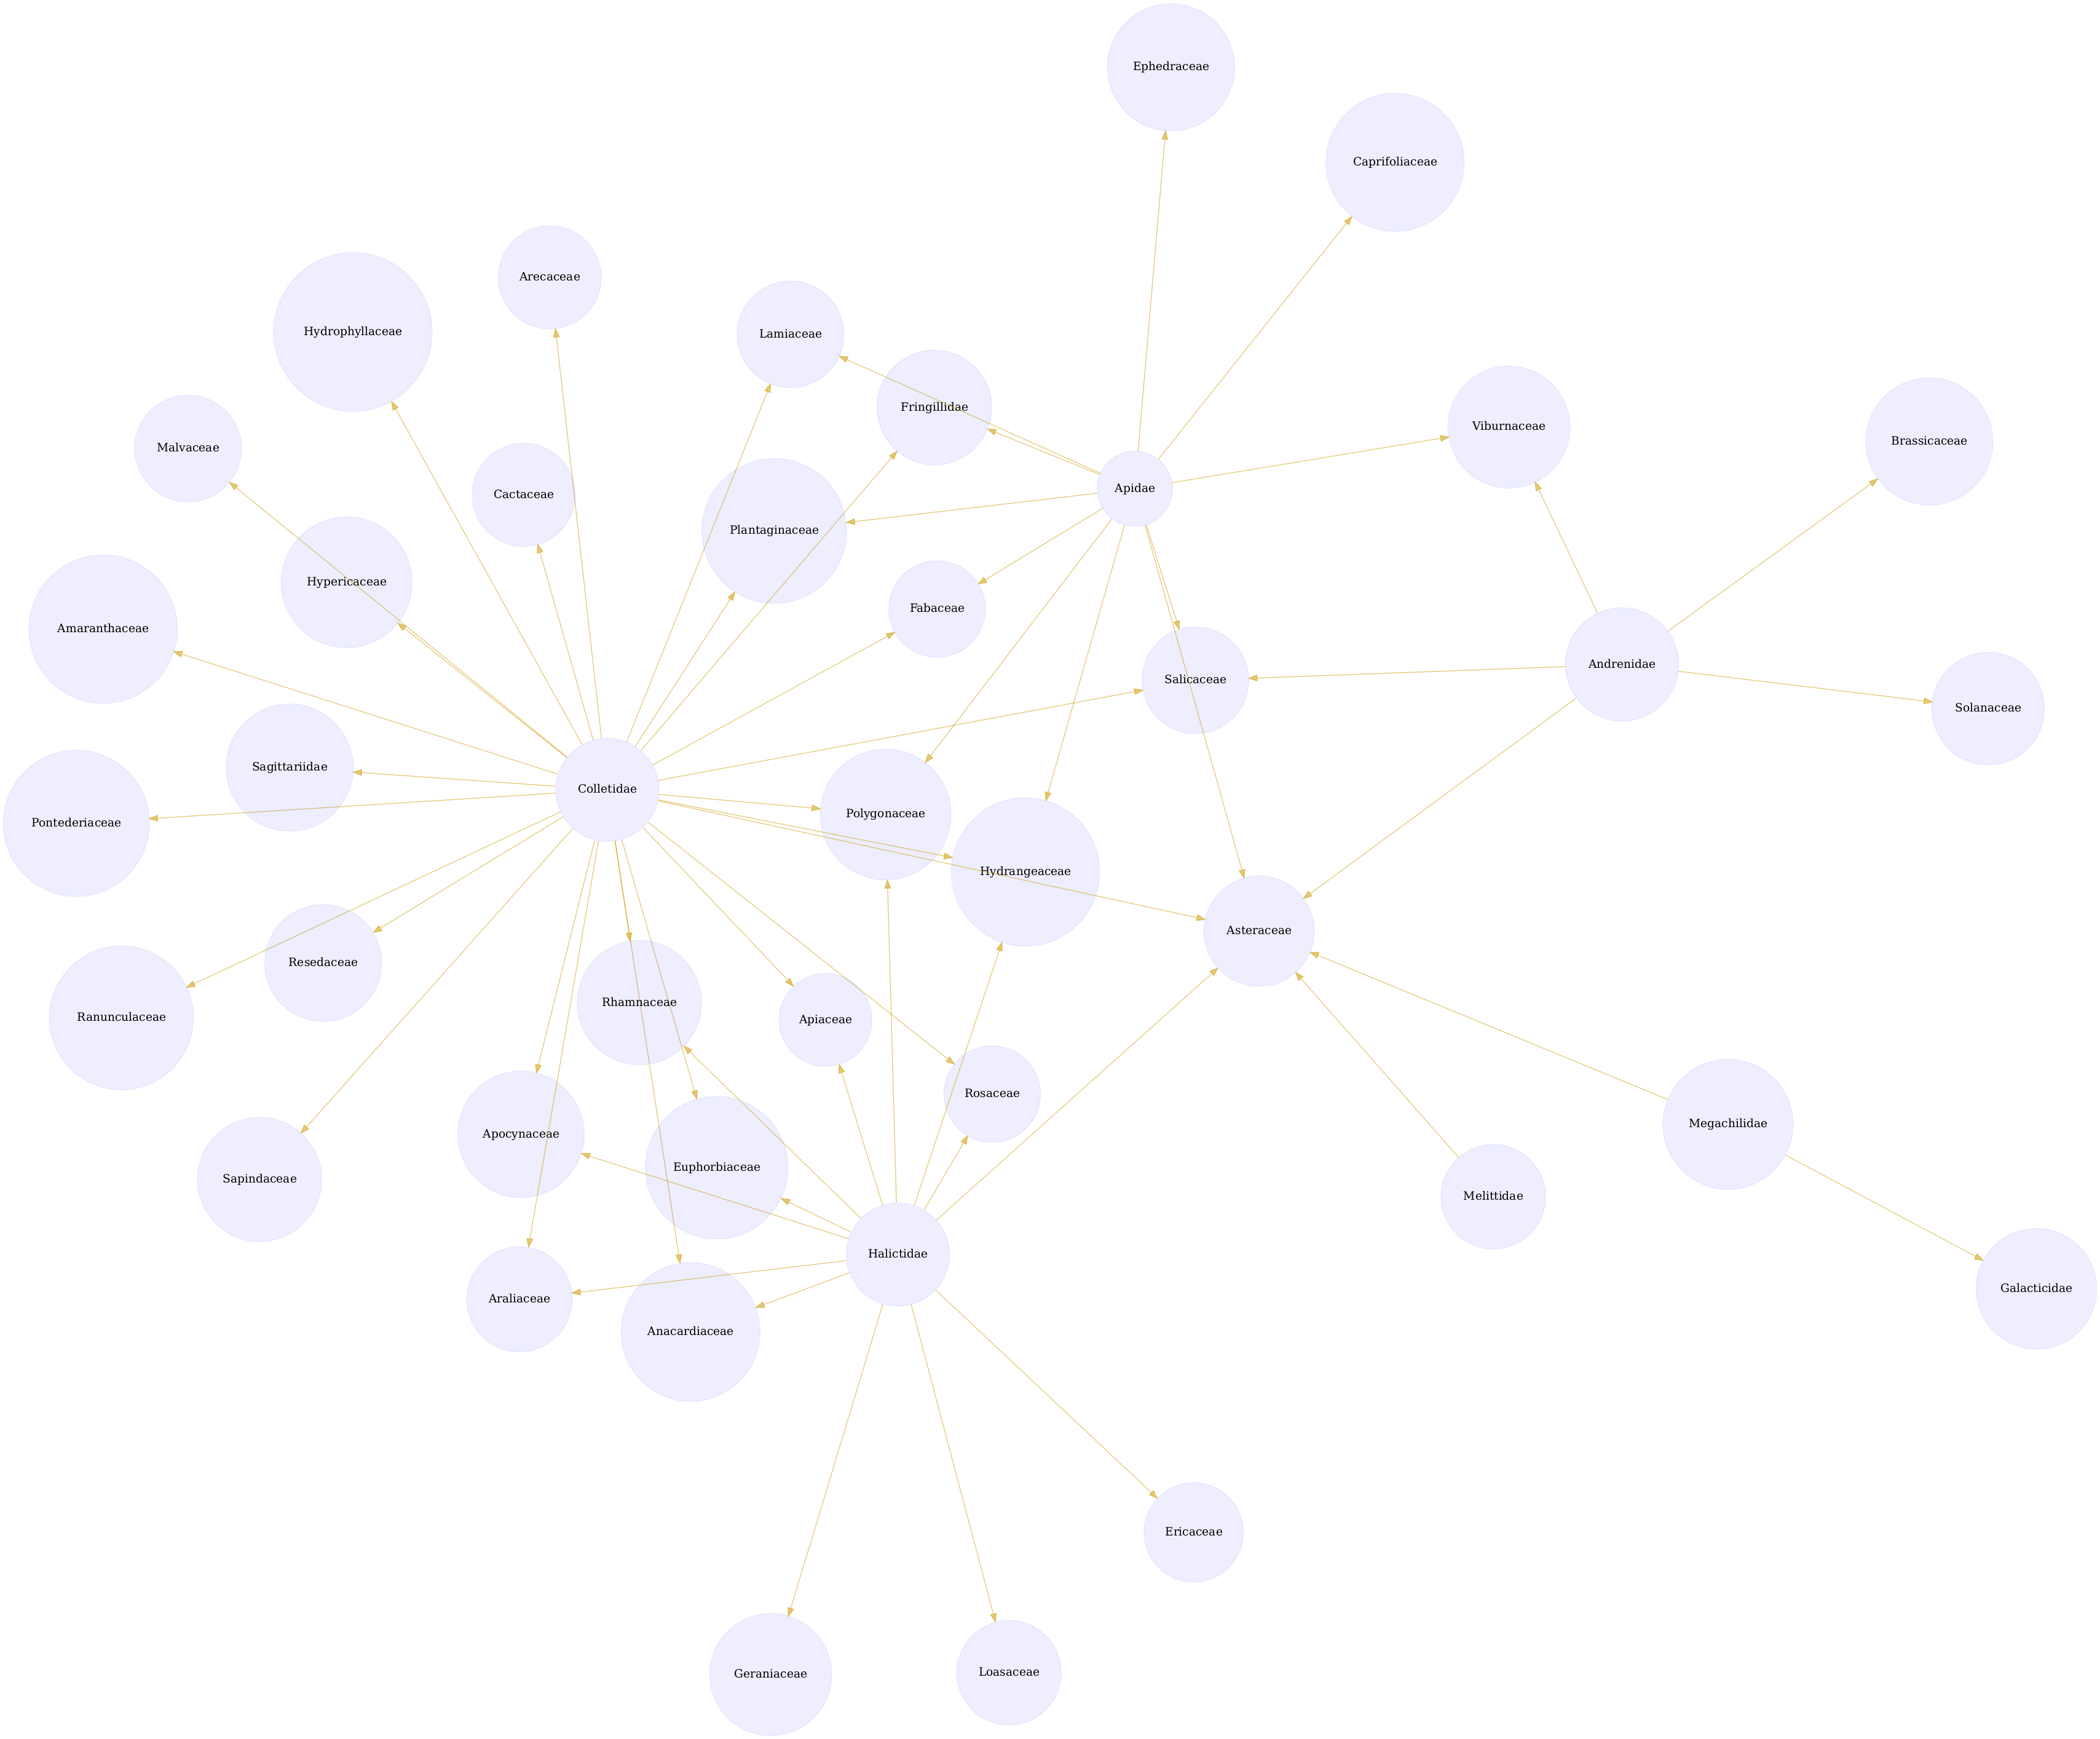 Ephedraceae
Caprifoliaceae
Arecaceae
Hydrophyllaceae
Lamiaceae
Fringillidae
Viburnaceae
Brassicaceae
Malvaceae
Apidae
Cactaceae
Plantaginaceae
Hypericaceae
Fabaceae
Amaranthaceae
Andrenidae
Salicaceae
Solanaceae
Sagittariidae
Colletidae
Polygonaceae
Pontederiaceae
Hydrangeaceae
Asteraceae
Resedaceae
Rhamnaceae
Ranunculaceae
Apiaceae
Rosaceae
Megachilidae
Apocynaceae
Euphorbiaceae
Sapindaceae
Melittidae
Halictidae
Galacticidae
Araliaceae
Anacardiaceae
Ericaceae
Loasaceae
Geraniaceae